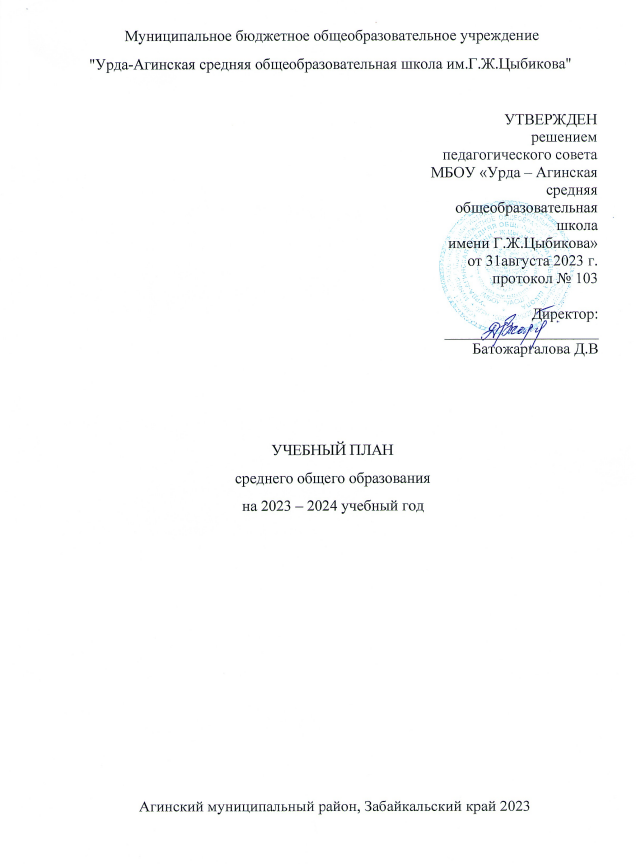 Муниципальное бюджетное общеобразовательное учреждение
"Урда-Агинская средняя общеобразовательная школа им.Г.Ж.Цыбикова"
УТВЕРЖДЕН
решением
педагогического совета
МБОУ «Урда – Агинская
средняя
общеобразовательная
школа
имени Г.Ж.Цыбикова»
от 31августа 2023 г.
протокол № 103
Директор:
Батожаргалова Д.В
УЧЕБНЫЙ ПЛАН
среднего общего образования
на 2023 – 2024 учебный год
Агинский муниципальный район, Забайкальский край 2023